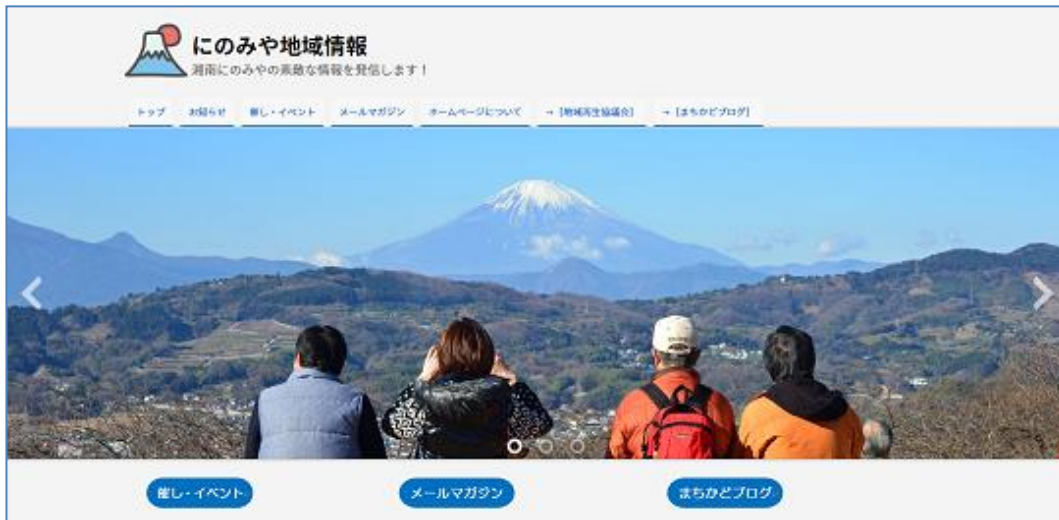 にのみや地域情報
湘南にのみやの素敵な情報を発信します！
トップ お知らせ 催し・イベント メールマガジン ホームページについて → [地域再生協議会] → [まちかどブログ]
催し・イベント メールマガジン まちかどブログ